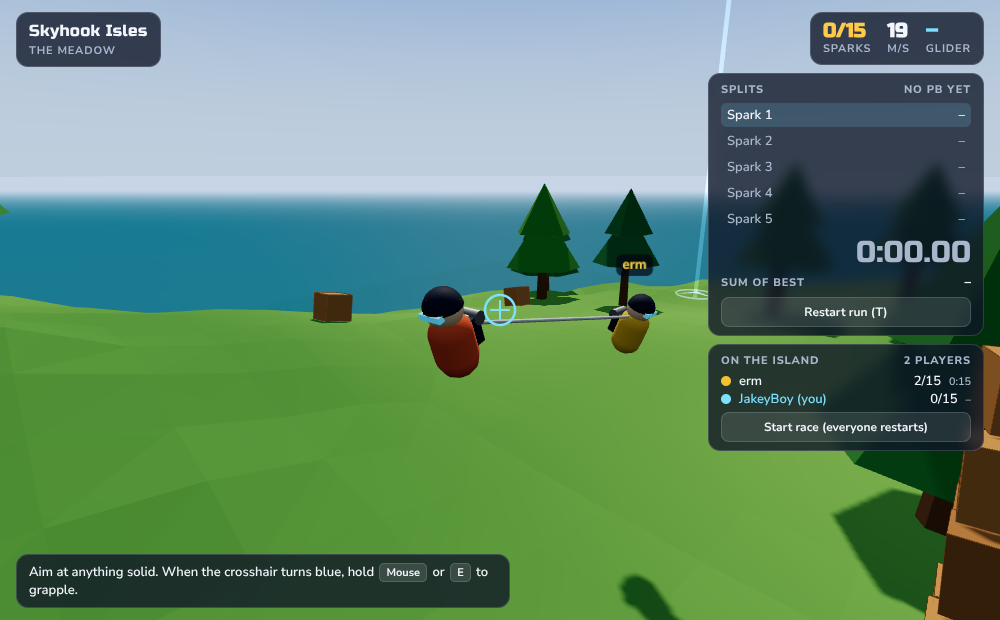 Skyhook Isles
THE MEADOW
0/15 19 –
SPARKS M/S GLIDER
SPLITS NO PB YET
Spark 1 –
Spark 2 –
Spark 3 –
Spark 4 –
Spark 5 –
0:00.00
SUM OF BEST –
Restart run (T)
erm
ON THE ISLAND 2 PLAYERS
erm 2/15 0:15
JakeyBoy (you) 0/15 –
Start race (everyone restarts)
Aim at anything solid. When the crosshair turns blue, hold Mouse or E to
grapple.